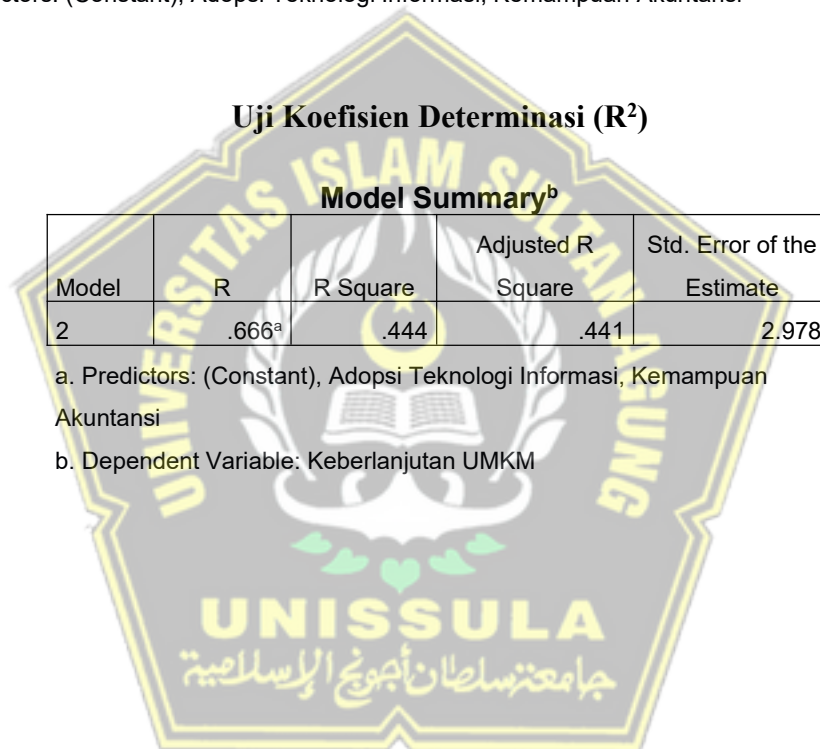 (Constant), Adopsi Teknologi Informasi, Kemampuan Akuntansi
Uji Koefisien Determinasi (R²)
Model Summaryᵇ
Model R R Square Adjusted R Square Std. Error of the Estimate
2 .666ᵃ .444 .441 2.978
a. Predictors: (Constant), Adopsi Teknologi Informasi, Kemampuan
Akuntansi
b. Dependent Variable: Keberlanjutan UMKM
UNIVERSITAS ISLAM SULTAN AGUNG
UNISSULA
جامعة سلطان أجونج الإسلامية